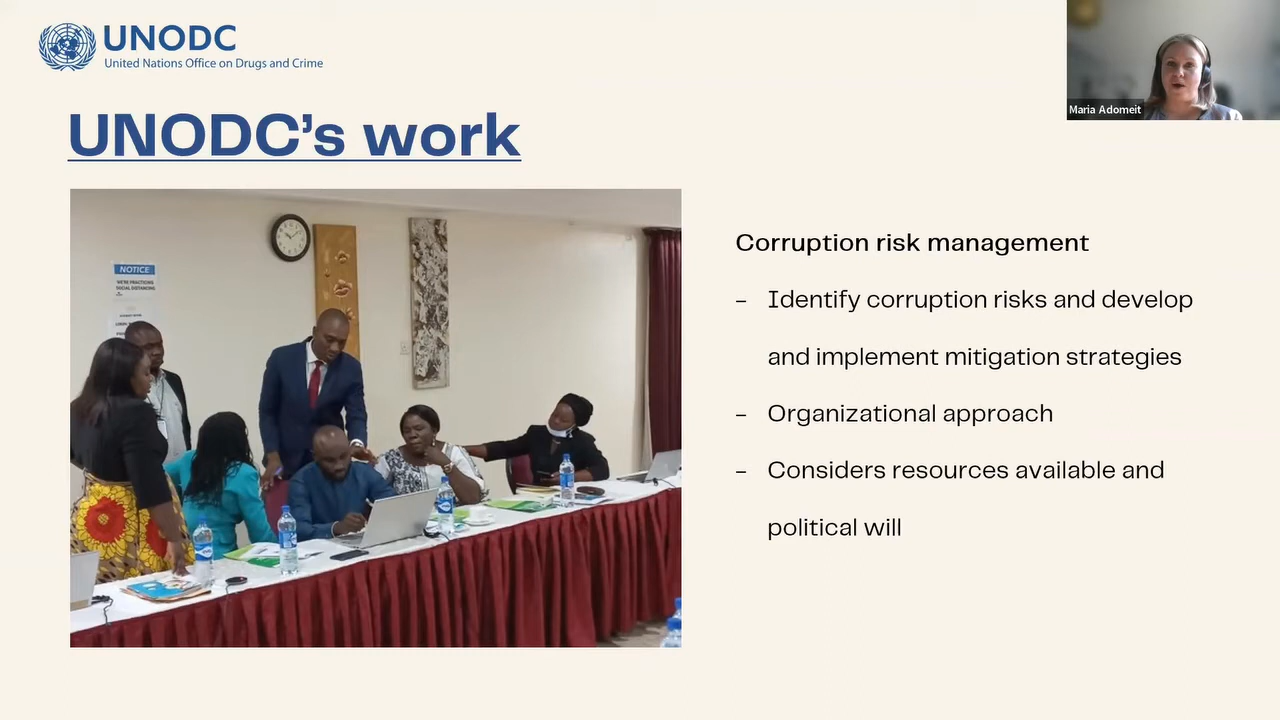 UNODC
United Nations Office on Drugs and Crime
Maria Adomeit
UNODC's work
NOTICE
WE'RE PRACTICING
SOCIAL DISTANCING
Corruption risk management
- Identify corruption risks and develop
and implement mitigation strategies
- Organizational approach
- Considers resources available and
political will